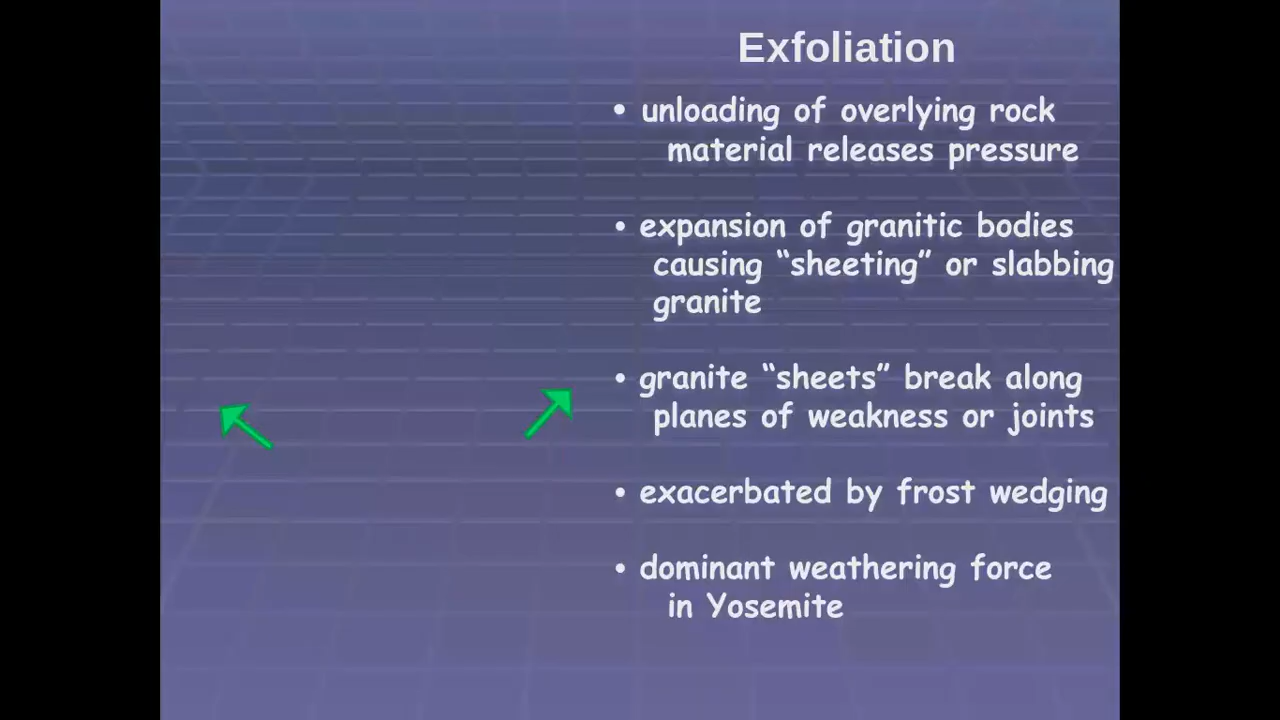 Exfoliation
• unloading of overlying rock
material releases pressure
• expansion of granitic bodies
causing “sheeting” or slabbing
granite
• granite “sheets” break along
planes of weakness or joints
• exacerbated by frost wedging
• dominant weathering force
in Yosemite